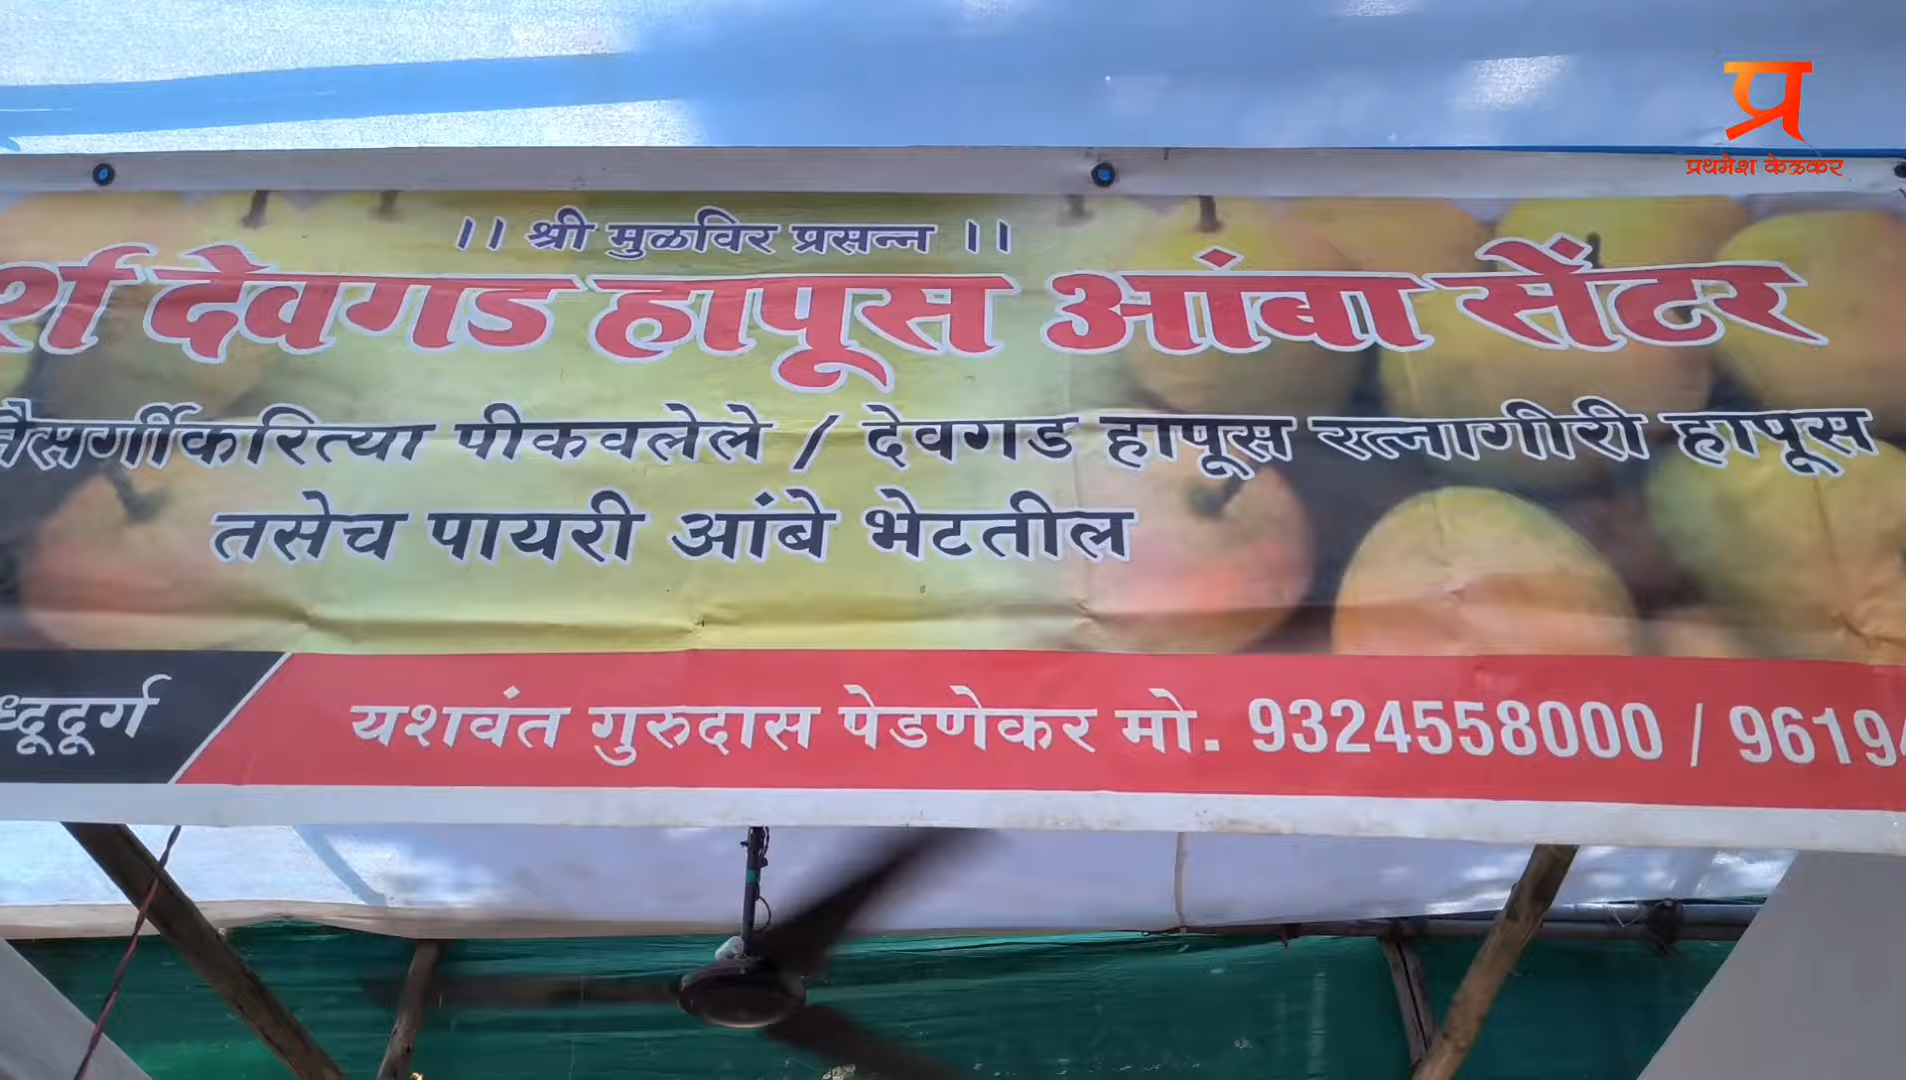 प्र
प्रथमेश केळकर
।। श्री मुळविर प्रसन्न ।।
देवगड हापूस आंबा सेंटर
नैसर्गीकरित्या पीकवलेले / देवगड हापूस रत्नागीरी हापूस
तसेच पायरी आंबे भेटतील
यशवंत गुरुदास पेडणेकर मो. 9324558000 / 9619